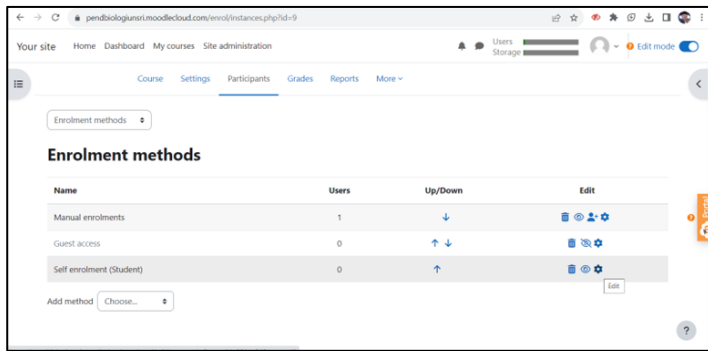 pendbiologiunsri.moodlecloud.com/enrol/instances.php?id=9
Your site Home Dashboard My courses Site administration Users Storage Edit mode
Course Settings Participants Grades Reports More
Enrolment methods
Enrolment methods
Name Users Up/Down Edit
Manual enrolments 1
Guest access 0
Self enrolment (Student) 0
Edit
Add method Choose...
Portal
?